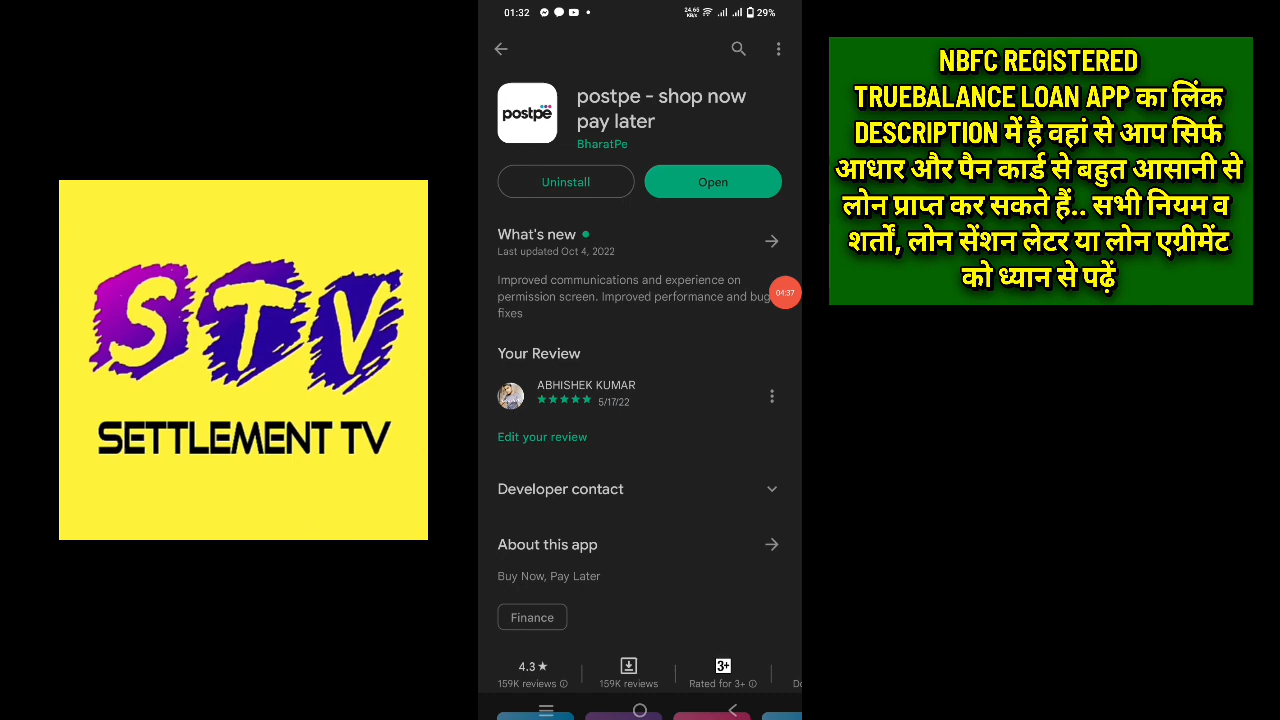 STV
SETTLEMENT TV
01:32
24.65
KB/s
29%
postpe
postpe - shop now
pay later
BharatPe
Uninstall
Open
What's new
Last updated Oct 4, 2022
Improved communications and experience on
permission screen. Improved performance and bug
fixes
04:37
Your Review
ABHISHEK KUMAR
5/17/22
Edit your review
Developer contact
About this app
Buy Now, Pay Later
Finance
4.3★
159K reviews
159K reviews
3+
Rated for 3+
NBFC REGISTERED
TRUEBALANCE LOAN APP का लिंक
DESCRIPTION में है वहां से आप सिर्फ
आधार और पैन कार्ड से बहुत आसानी से
लोन प्राप्त कर सकते हैं.. सभी नियम व
शर्तों, लोन सेंशन लेटर या लोन एग्रीमेंट
को ध्यान से पढ़ें